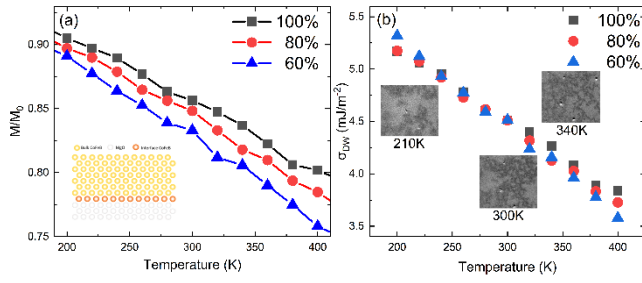 (a)
100%
80%
60%
M/M0
0.90
0.85
0.80
0.75
Bulk CoFeB
MgO
Interface CoFeB
200
250
300
350
400
Temperature (K)
(b)
100%
80%
60%
σDW (mJ/m-2)
5.5
5.0
4.5
4.0
3.5
210K
340K
300K
200
250
300
350
400
Temperature (K)